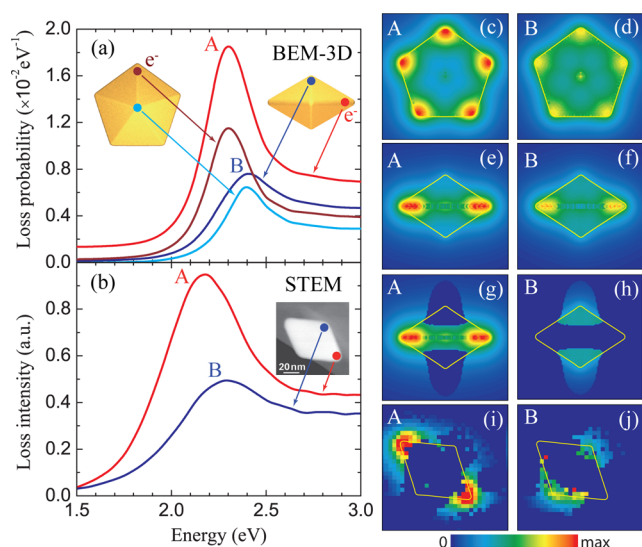 (a)
BEM-3D
A
e-
e-
B
Loss probability (×10-2eV-1)
2.0
1.6
1.2
0.8
0.4
0.0
(b)
STEM
A
B
20 nm
Loss intensity (a.u.)
0.8
0.6
0.4
0.2
0.0
1.5 2.0 2.5 3.0
Energy (eV)
A (c)
B (d)
A (e)
B (f)
A (g)
B (h)
A (i)
B (j)
0 max